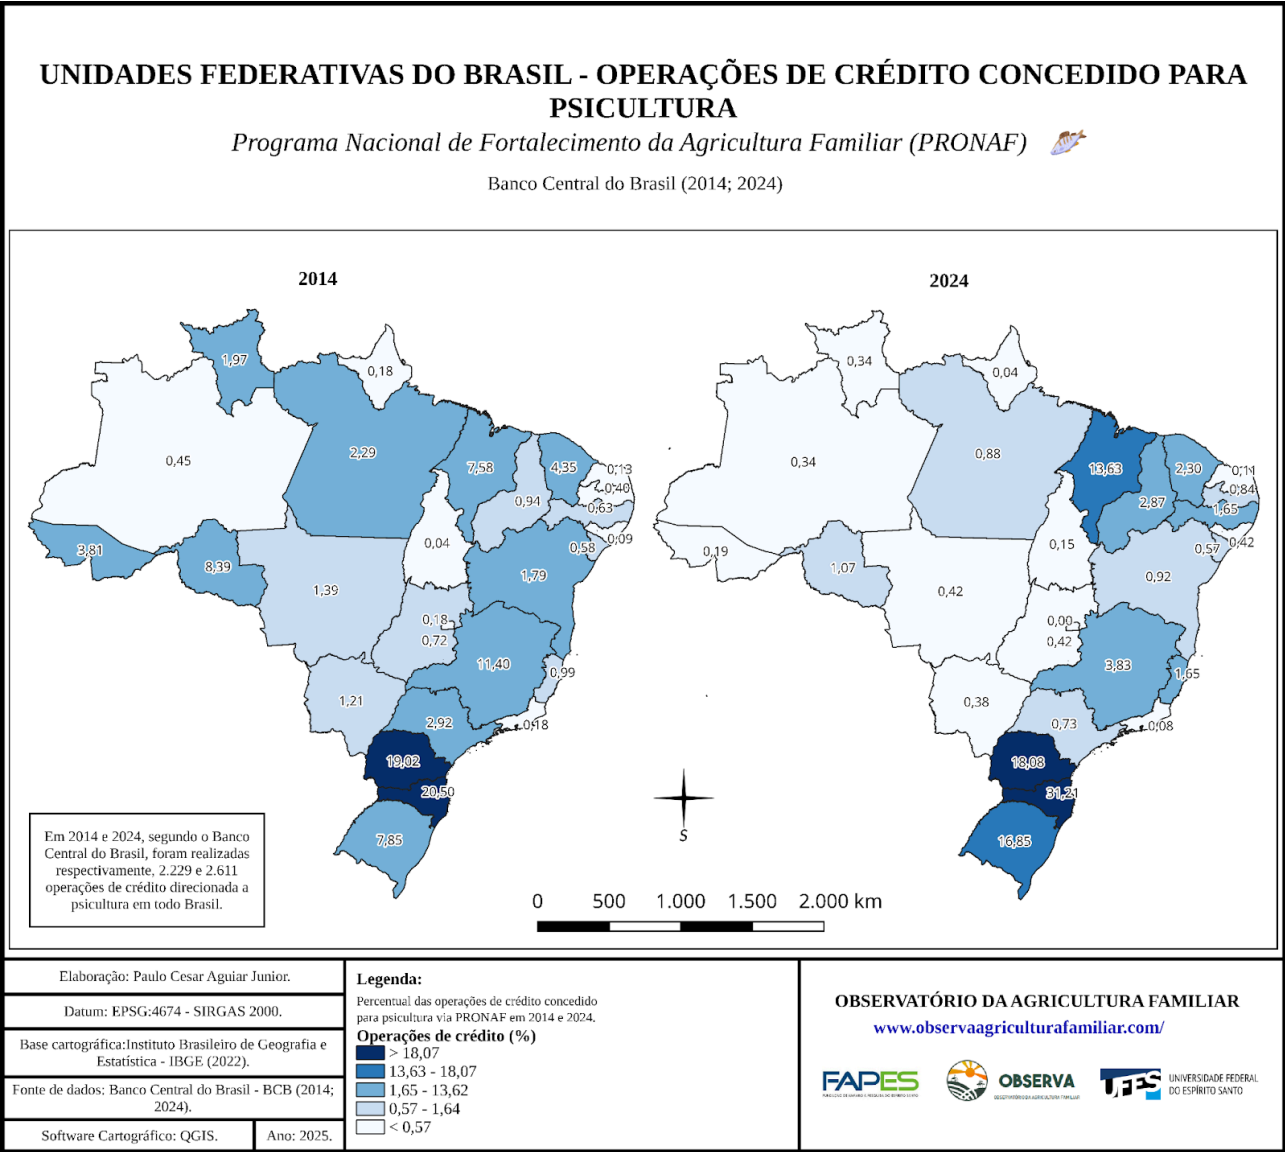 UNIDADES FEDERATIVAS DO BRASIL - OPERAÇÕES DE CRÉDITO CONCEDIDO PARA
PSICULTURA
Programa Nacional de Fortalecimento da Agricultura Familiar (PRONAF)
Banco Central do Brasil (2014; 2024)
2014
1,97
0,18
0,45
2,29
7,58
4,35
0,13
0,40
0,94
0,63
0,09
0,58
3,81
8,39
0,04
1,79
1,39
0,18
0,72
11,40
0,99
1,21
2,92
0,18
19,02
20,50
7,85
2024
0,34
0,04
0,34
0,88
13,63
2,30
0,11
0,84
2,87
1,65
0,42
0,57
0,19
1,07
0,15
0,92
0,42
0,00
0,42
3,83
1,65
0,38
0,73
0,08
18,08
31,21
16,85
S
0 500 1.000 1.500 2.000 km
Em 2014 e 2024, segundo o Banco
Central do Brasil, foram realizadas
respectivamente, 2.229 e 2.611
operações de crédito direcionada a
psicultura em todo Brasil.
Elaboração: Paulo Cesar Aguiar Junior.
Datum: EPSG:4674 - SIRGAS 2000.
Base cartográfica:Instituto Brasileiro de Geografia e
Estatística - IBGE (2022).
Fonte de dados: Banco Central do Brasil - BCB (2014;
2024).
Software Cartográfico: QGIS.
Ano: 2025.
Legenda:
Percentual das operações de crédito concedido
para psicultura via PRONAF em 2014 e 2024.
Operações de crédito (%)
> 18,07
13,63 - 18,07
1,65 - 13,62
0,57 - 1,64
< 0,57
OBSERVATÓRIO DA AGRICULTURA FAMILIAR
www.observaagriculturafamiliar.com/
FAPES
OBSERVA
OBSERVATÓRIO DA AGRICULTURA FAMILIAR
UFES
UNIVERSIDADE FEDERAL
DO ESPÍRITO SANTO